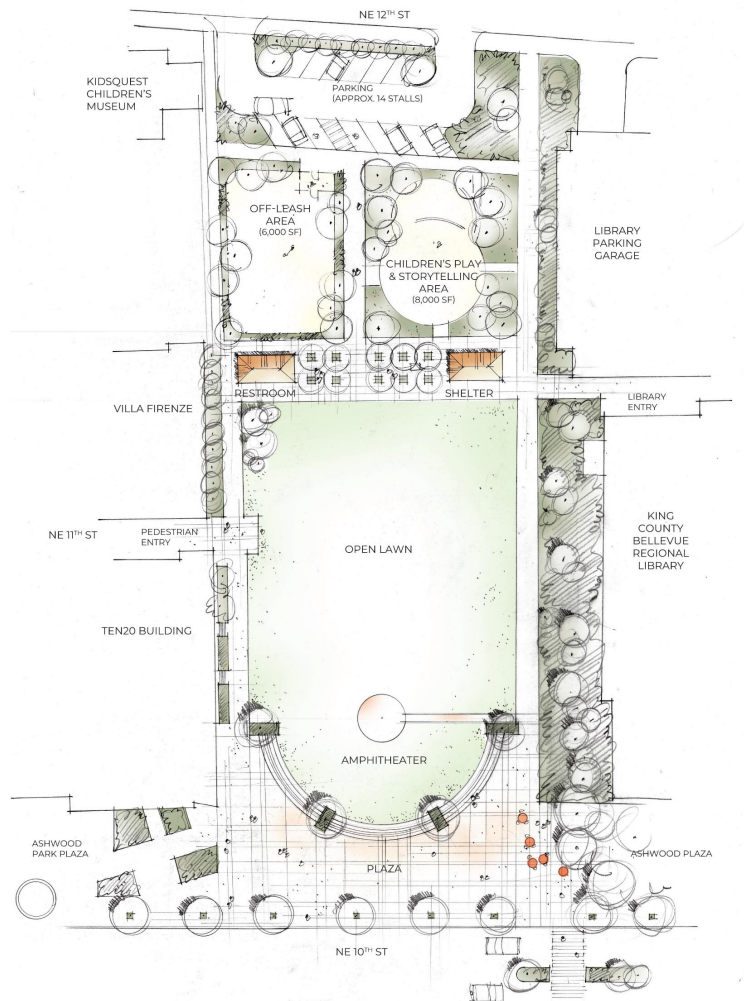 NE 12TH ST
KIDSQUEST
CHILDREN'S
MUSEUM
PARKING
(APPROX. 14 STALLS)
OFF-LEASH
AREA
(6,000 SF)
CHILDREN'S PLAY
& STORYTELLING
AREA
(8,000 SF)
LIBRARY
PARKING
GARAGE
RESTROOM
SHELTER
LIBRARY
ENTRY
VILLA FIRENZE
NE 11TH ST
PEDESTRIAN
ENTRY
OPEN LAWN
KING
COUNTY
BELLEVUE
REGIONAL
LIBRARY
TEN20 BUILDING
AMPHITHEATER
ASHWOOD
PARK PLAZA
PLAZA
ASHWOOD PLAZA
NE 10TH ST